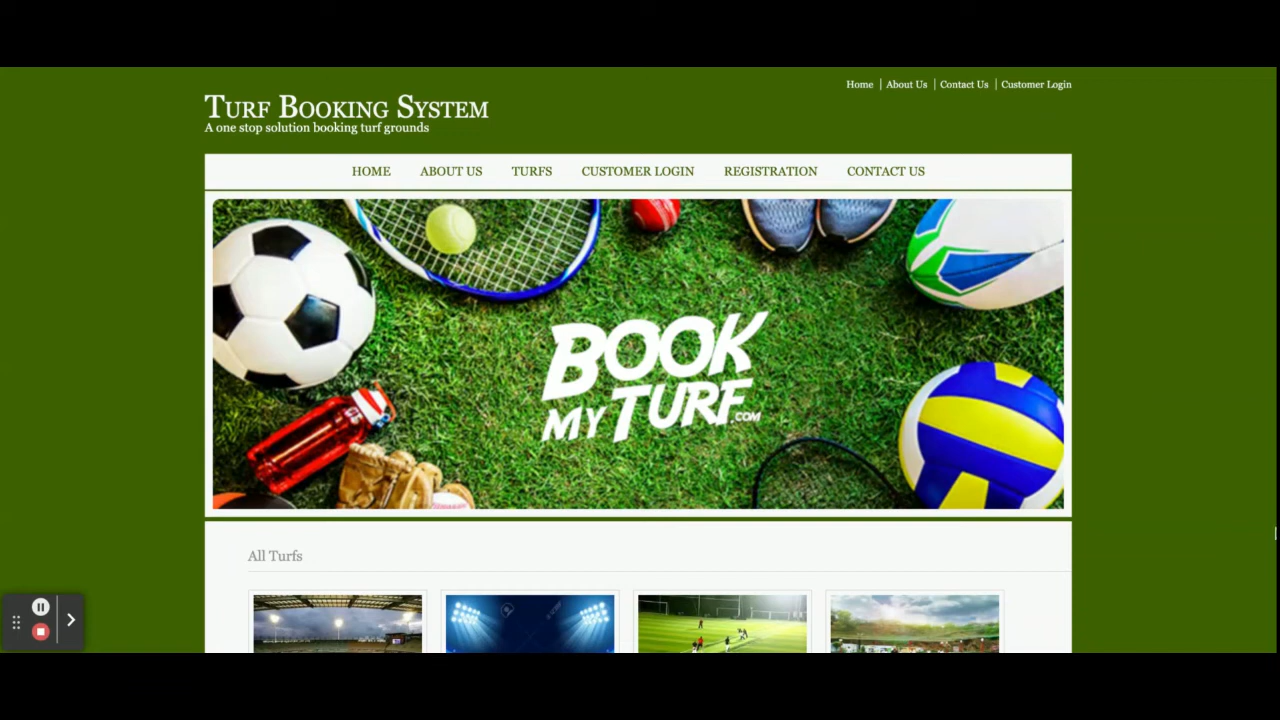 Home About Us Contact Us Customer Login
Turf Booking System
A one stop solution booking turf grounds
HOME ABOUT US TURFS CUSTOMER LOGIN REGISTRATION CONTACT US
BOOK
MY TURF.COM
All Turfs